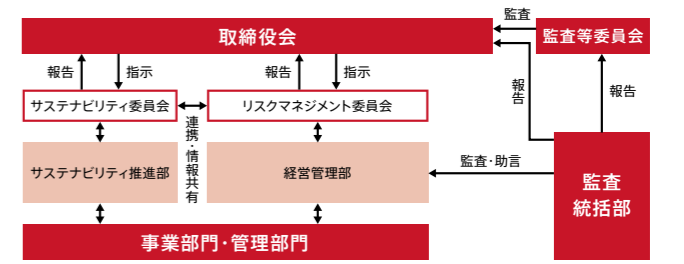 監査
取締役会
監査等委員会
報告
指示
報告
指示
報告
報告
サステナビリティ委員会
リスクマネジメント委員会
連携・情報共有
サステナビリティ推進部
経営管理部
監査・助言
監査
統括部
事業部門・管理部門